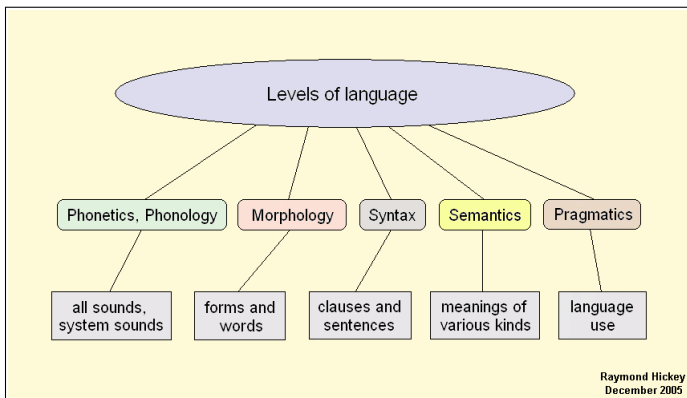 Levels of language
Phonetics, Phonology
Morphology
Syntax
Semantics
Pragmatics
all sounds,
system sounds
forms and
words
clauses and
sentences
meanings of
various kinds
language
use
Raymond Hickey
December 2005